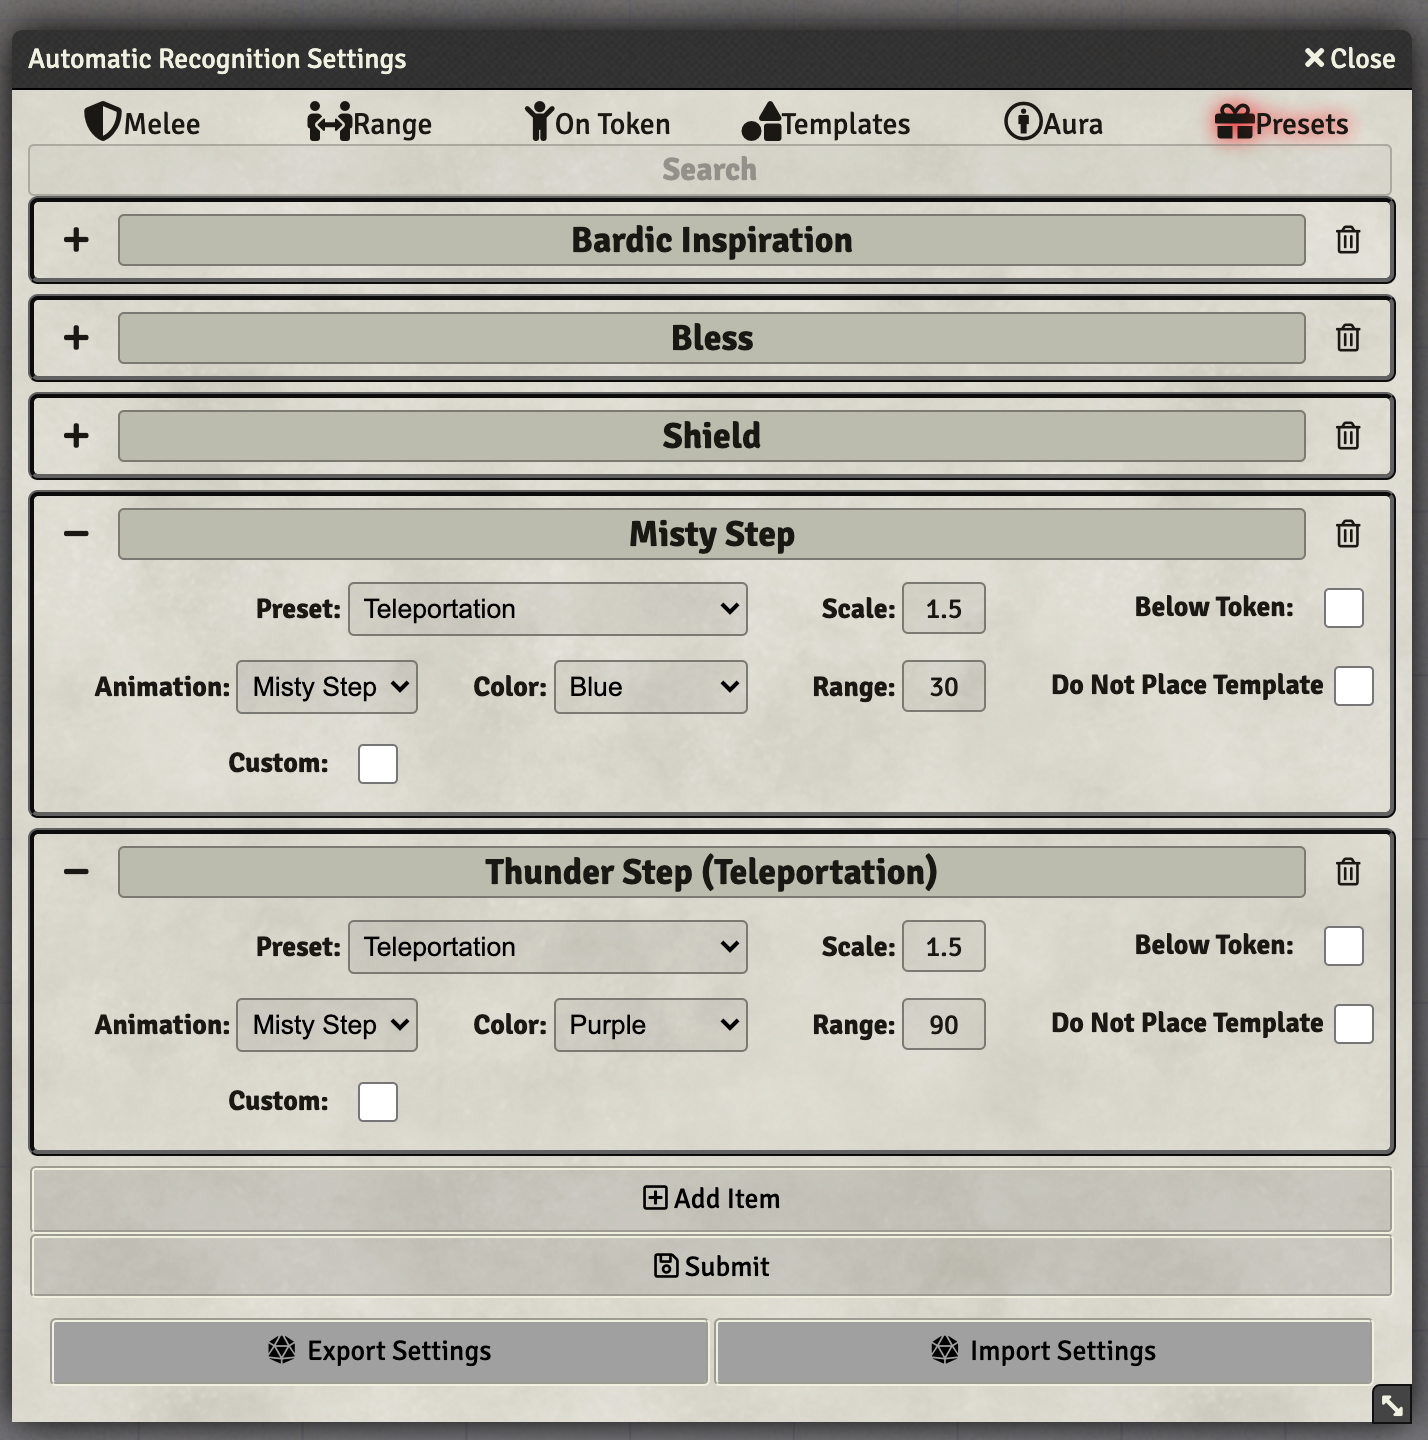 Automatic Recognition Settings Close
Melee Range On Token Templates Aura Presets
Search
Bardic Inspiration
Bless
Shield
Misty Step
Preset: Teleportation Scale: 1.5 Below Token:
Animation: Misty Step Color: Blue Range: 30 Do Not Place Template
Custom:
Thunder Step (Teleportation)
Preset: Teleportation Scale: 1.5 Below Token:
Animation: Misty Step Color: Purple Range: 90 Do Not Place Template
Custom:
Add Item
Submit
Export Settings Import Settings